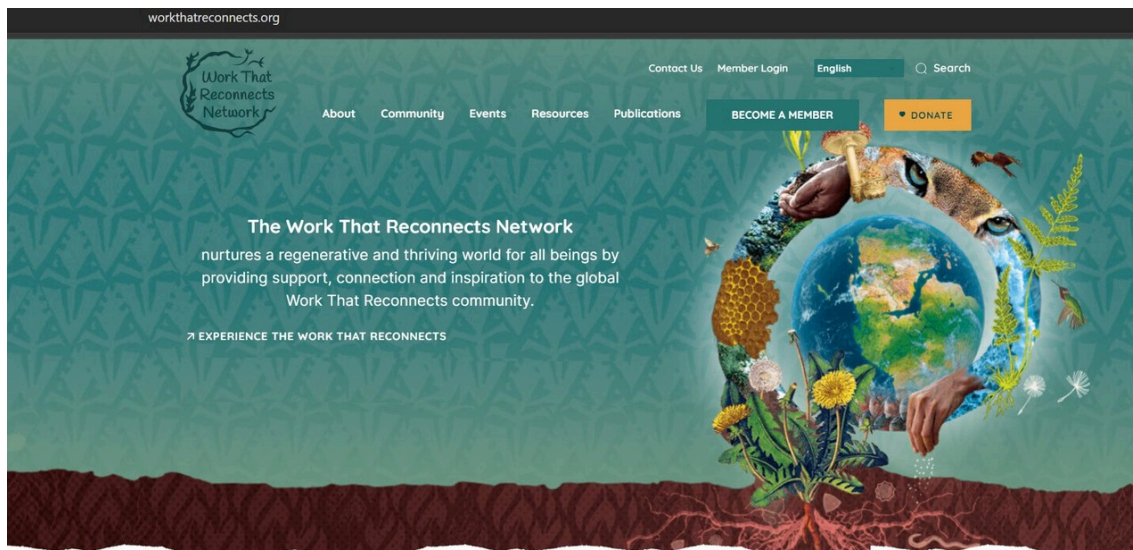 workthatreconnects.org
Work That
Reconnects
Network
Contact Us Member Login English Search
About Community Events Resources Publications BECOME A MEMBER DONATE
The Work That Reconnects Network
nurtures a regenerative and thriving world for all beings by
providing support, connection and inspiration to the global
Work That Reconnects community.
EXPERIENCE THE WORK THAT RECONNECTS